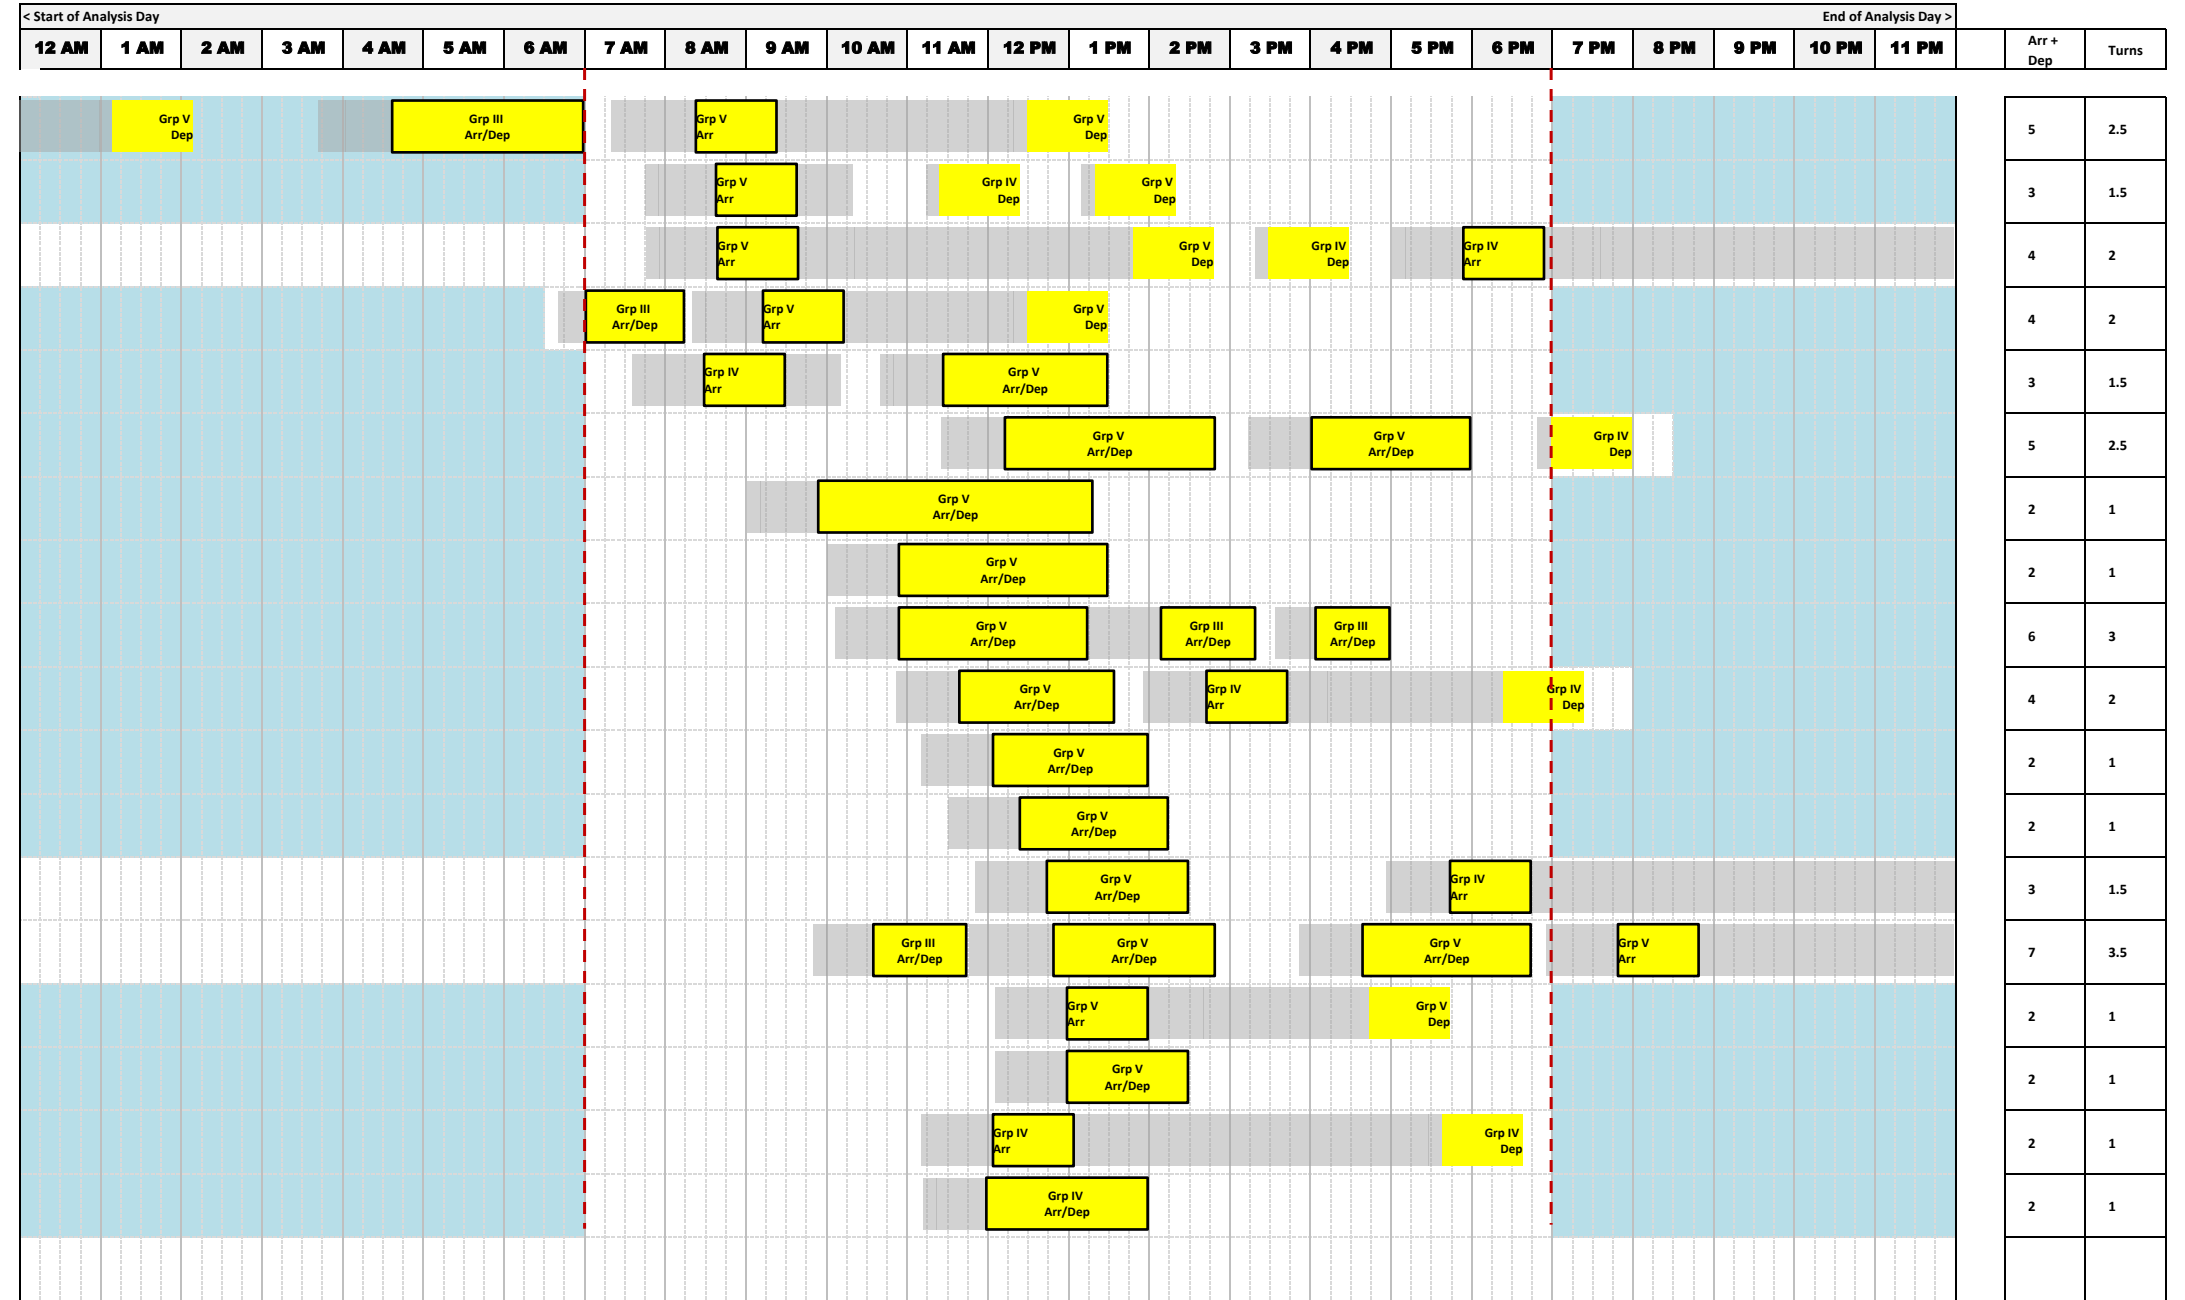 < Start of Analysis Day End of Analysis Day >
12 AM 1 AM 2 AM 3 AM 4 AM 5 AM 6 AM 7 AM 8 AM 9 AM 10 AM 11 AM 12 PM 1 PM 2 PM 3 PM 4 PM 5 PM 6 PM 7 PM 8 PM 9 PM 10 PM 11 PM Arr + Turns
Dep
Grp V Grp III Grp V Grp V
Dep Arr/Dep Arr Dep 5 2.5
Grp V Grp IV Grp V
Arr Dep Dep 3 1.5
Grp V Grp V Grp IV Grp IV
Arr Dep Dep Arr 4 2
Grp III Grp V Grp V
Arr/Dep Arr Dep 4 2
Grp IV Grp V
Arr Arr/Dep 3 1.5
Grp V Grp V Grp IV
Arr/Dep Arr/Dep Dep 5 2.5
Grp V
Arr/Dep 2 1
Grp V
Arr/Dep 2 1
Grp V Grp III Grp III
Arr/Dep Arr/Dep Arr/Dep 6 3
Grp V Grp IV Grp IV
Arr/Dep Arr Dep 4 2
Grp V
Arr/Dep 2 1
Grp V
Arr/Dep 2 1
Grp V Grp IV
Arr/Dep Arr 3 1.5
Grp III Grp V Grp V Grp V
Arr/Dep Arr/Dep Arr/Dep Arr 7 3.5
Grp V Grp V
Arr Dep 2 1
Grp V
Arr/Dep 2 1
Grp IV Grp IV
Arr Dep 2 1
Grp IV
Arr/Dep 2 1